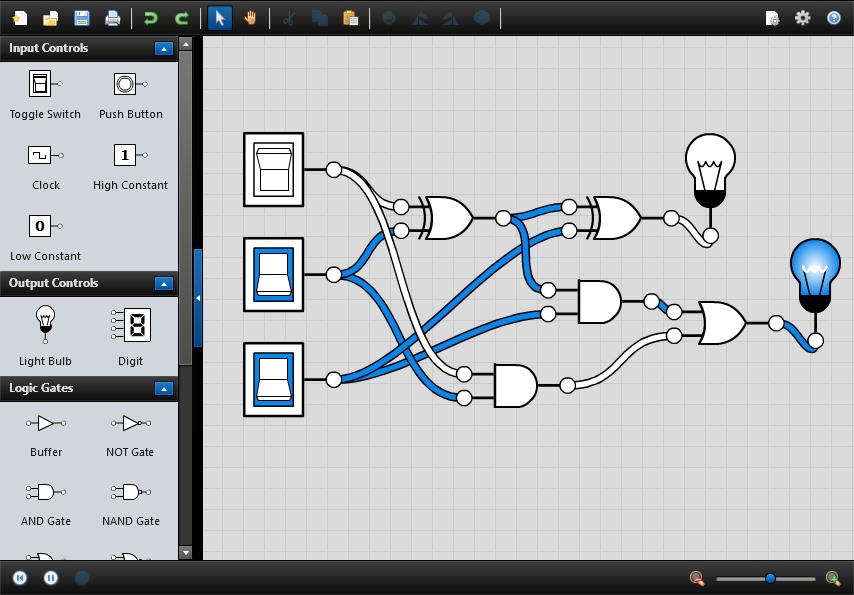 Input Controls
Toggle Switch
Push Button
Clock
1
High Constant
0
Low Constant
Output Controls
Light Bulb
8
Digit
Logic Gates
Buffer
NOT Gate
AND Gate
NAND Gate